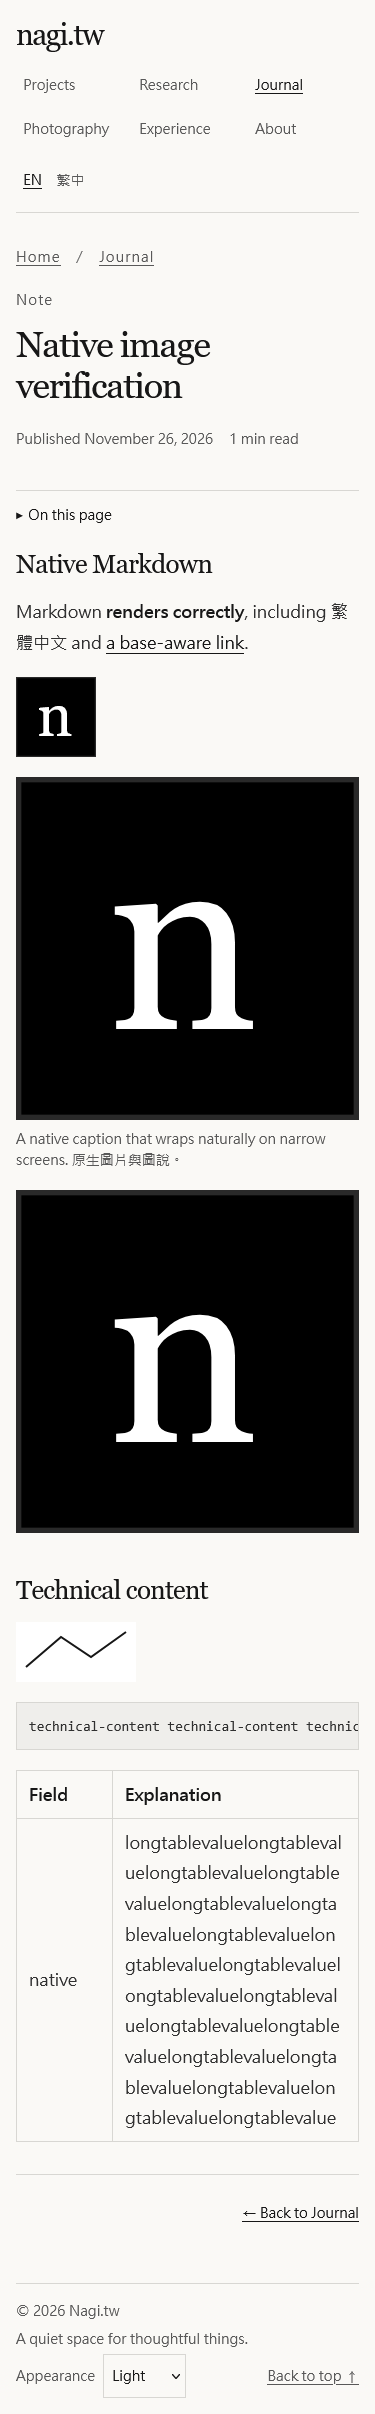 nagi.tw
Projects Research Journal
Photography Experience About
EN 繁中
Home / Journal
Note
Native image
verification
Published November 26, 2026 1 min read
▸ On this page
Native Markdown
Markdown renders correctly, including 繁
體中文 and a base-aware link.
n
n
A native caption that wraps naturally on narrow
screens. 原生圖片與圖說。
n
Technical content
technical-content technical-content technic
Field Explanation
native
longtablevaluelongtableval
uelongtablevaluelongtable
valuelongtablevaluelongta
blevaluelongtablevaluelon
gtablevaluelongtablevaluel
ongtablevaluelongtableval
uelongtablevaluelongtable
valuelongtablevaluelongta
blevaluelongtablevaluelon
gtablevaluelongtablevalue
← Back to Journal
© 2026 Nagi.tw
A quiet space for thoughtful things.
Appearance Light Back to top ↑